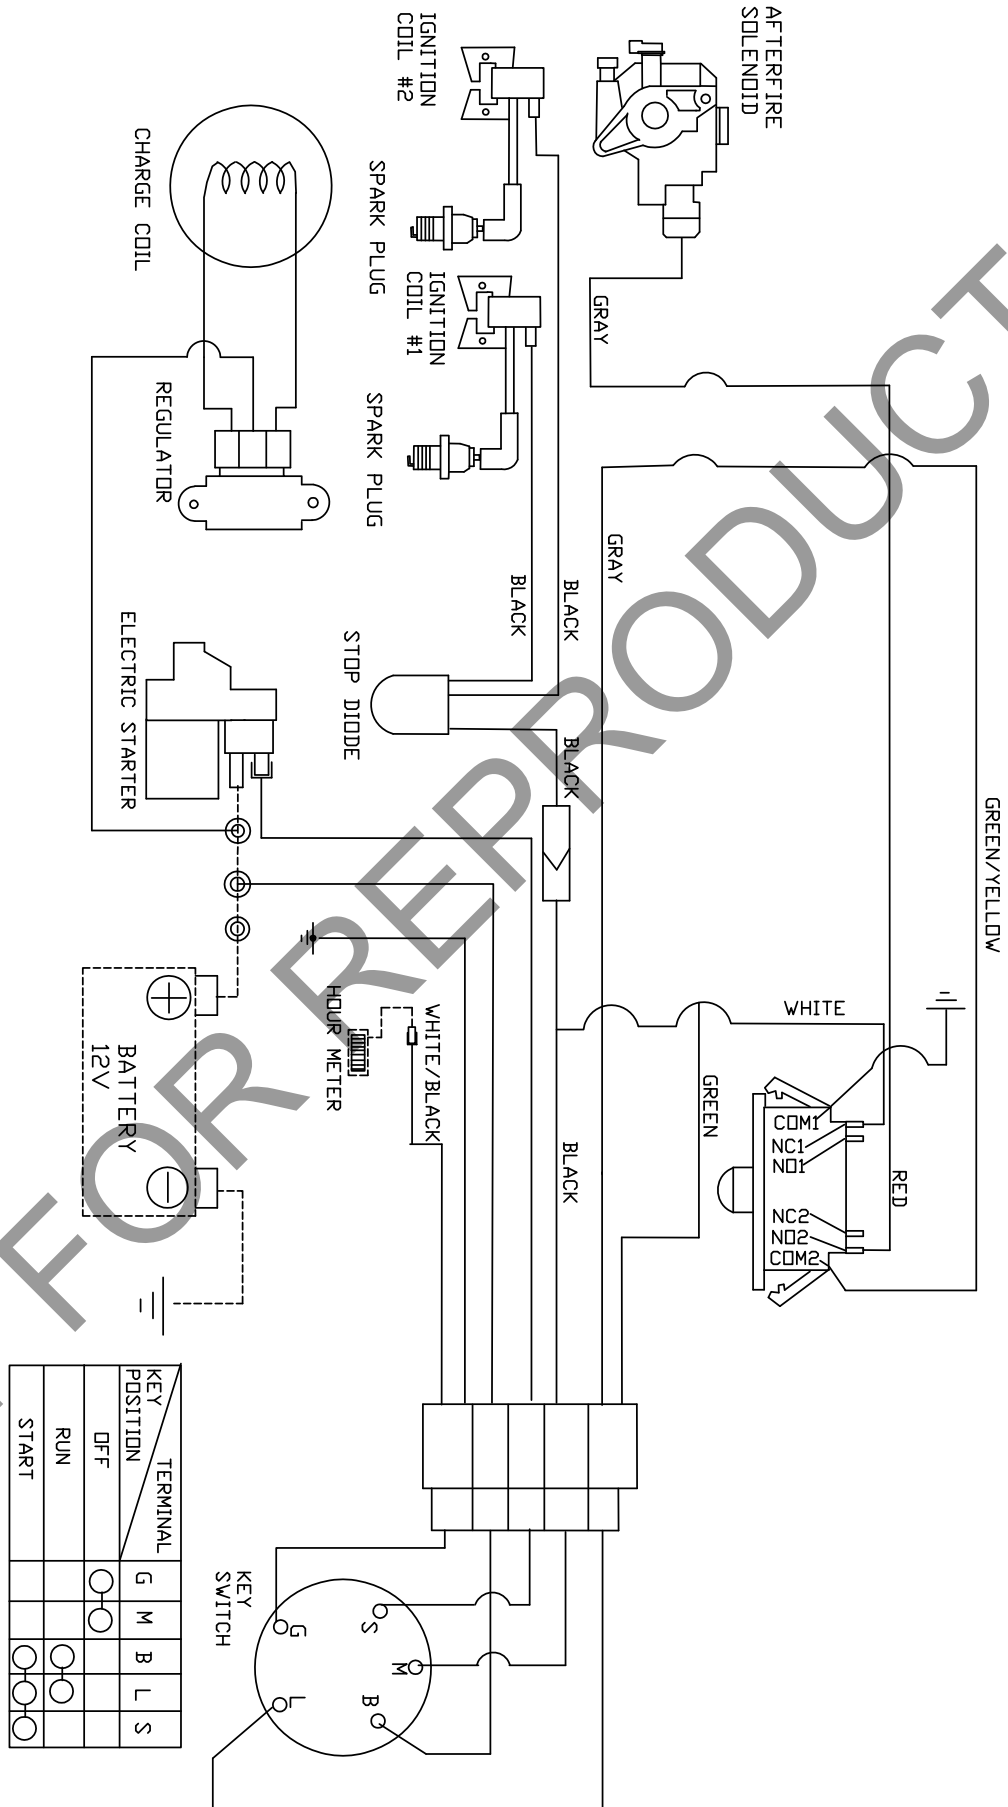 AFTERFIRE
SOLENOID
IGNITION
COIL #2
SPARK PLUG
IGNITION
COIL #1
SPARK PLUG
CHARGE COIL
REGULATOR
GRAY
GRAY
BLACK
BLACK
BLACK
STOP DIODE
ELECTRIC STARTER
GREEN/YELLOW
WHITE
GREEN
RED
COM1
NC1
NO1
NC2
NO2
COM2
HOUR METER
WHITE/BLACK
BLACK
BATTERY
12V
KEY
SWITCH
G
S
M
B
L
TERMINAL
KEY
POSITION
G M B L S
OFF
RUN
START
FOR REPRODUCT